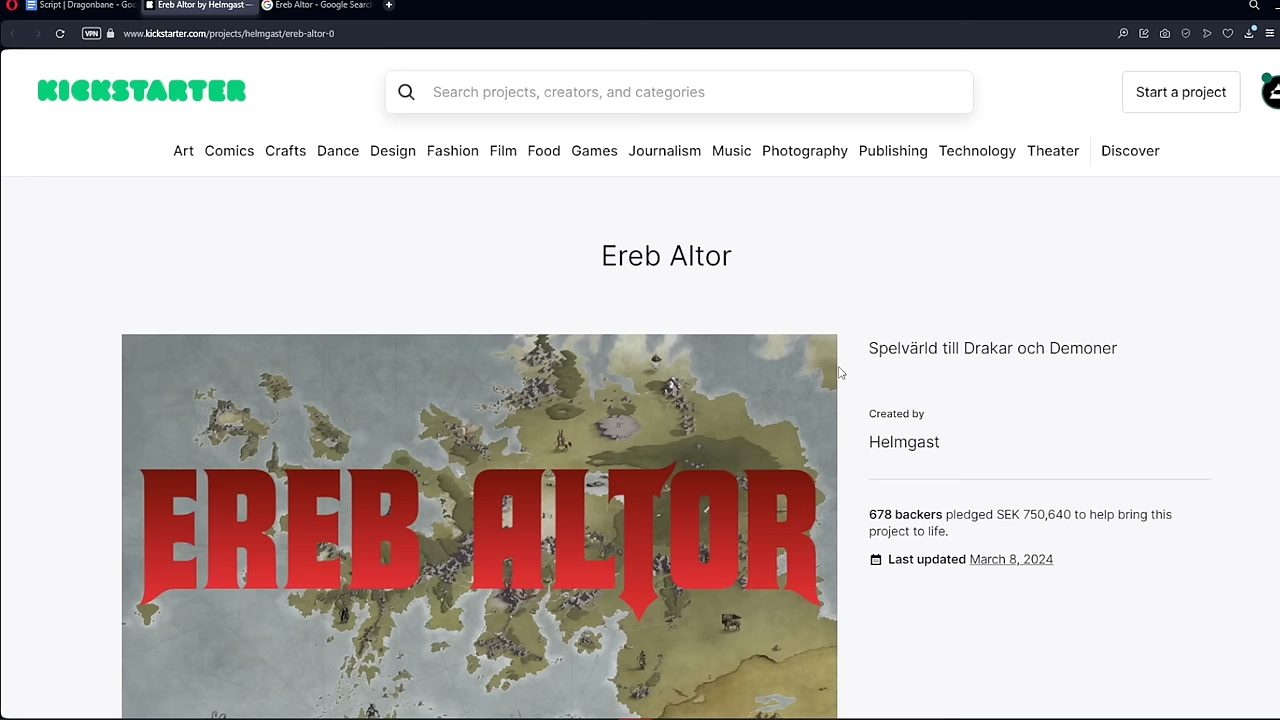 Script | Dragonbane - Goo
Ereb Altor by Helmgast —
Ereb Altor - Google Search
VPN
www.kickstarter.com/projects/helmgast/ereb-altor-0
KICKSTARTER
Search projects, creators, and categories
Start a project
Art Comics Crafts Dance Design Fashion Film Food Games Journalism Music Photography Publishing Technology Theater Discover
Ereb Altor
EREB ALTOR
Spelvärld till Drakar och Demoner
Created by
Helmgast
678 backers pledged SEK 750,640 to help bring this
project to life.
Last updated March 8, 2024